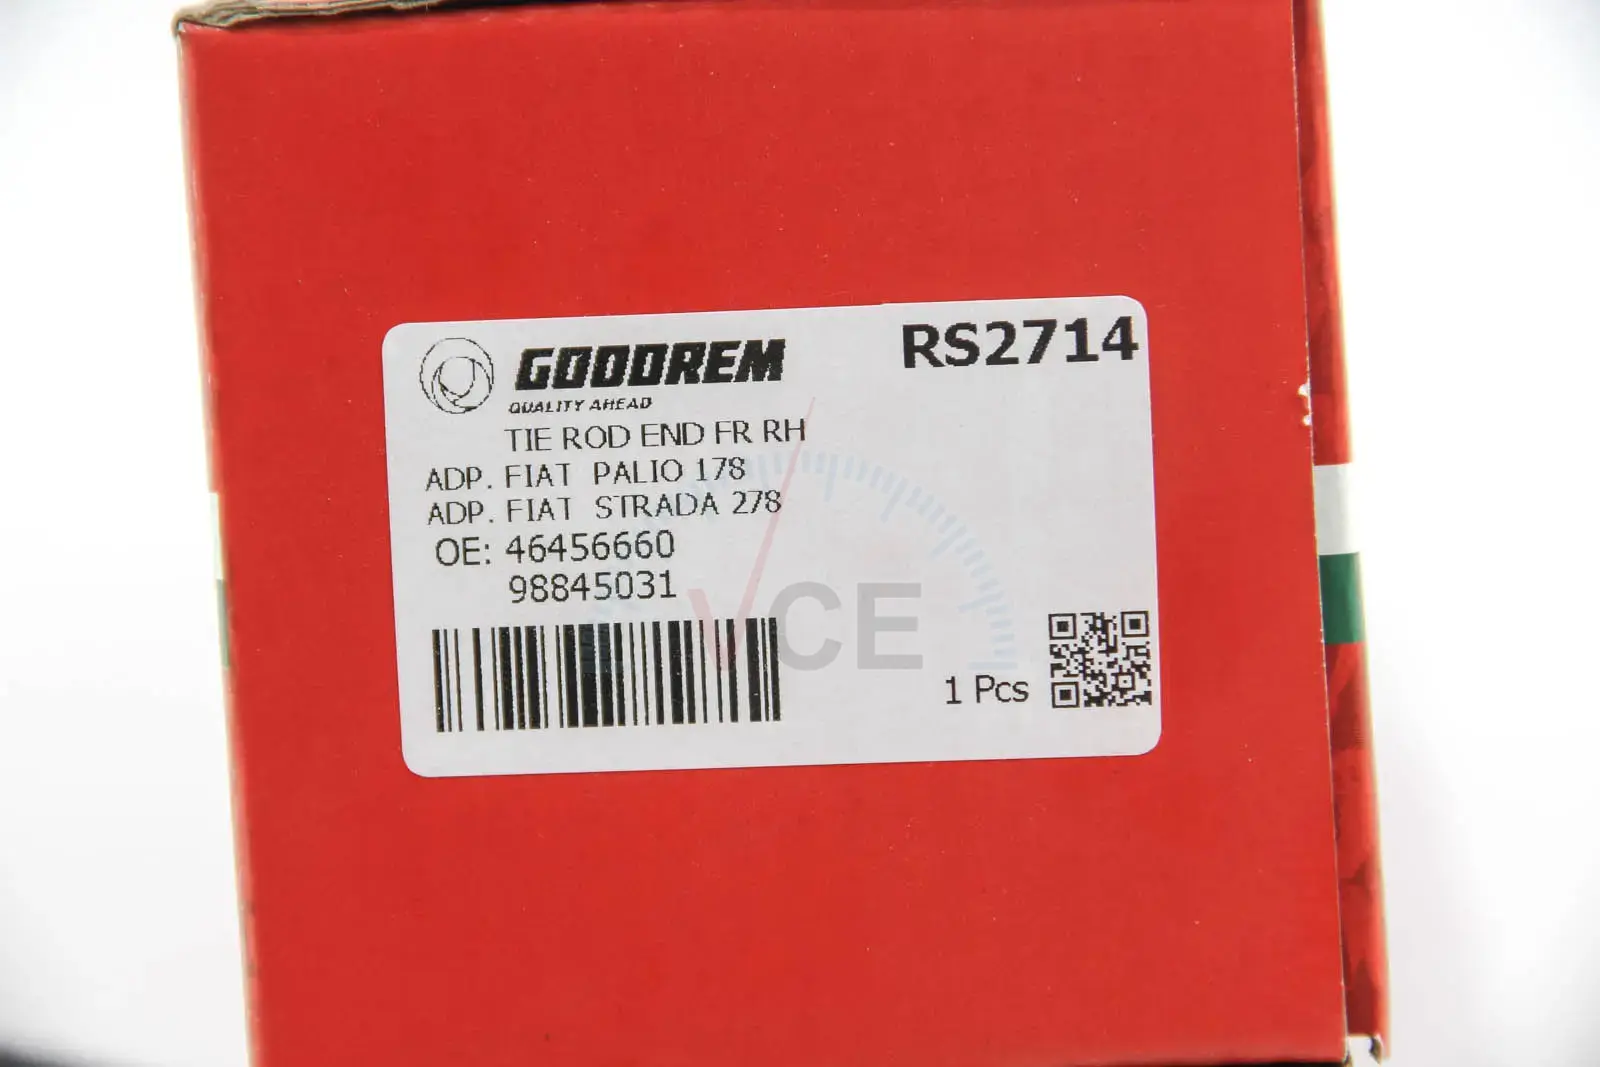 GOODREM
RS2714
QUALITY AHEAD
TIE ROD END FR RH
ADP. FIAT PALIO 178
ADP. FIAT STRADA 278
OE: 46456660
98845031
VCE
1 Pcs